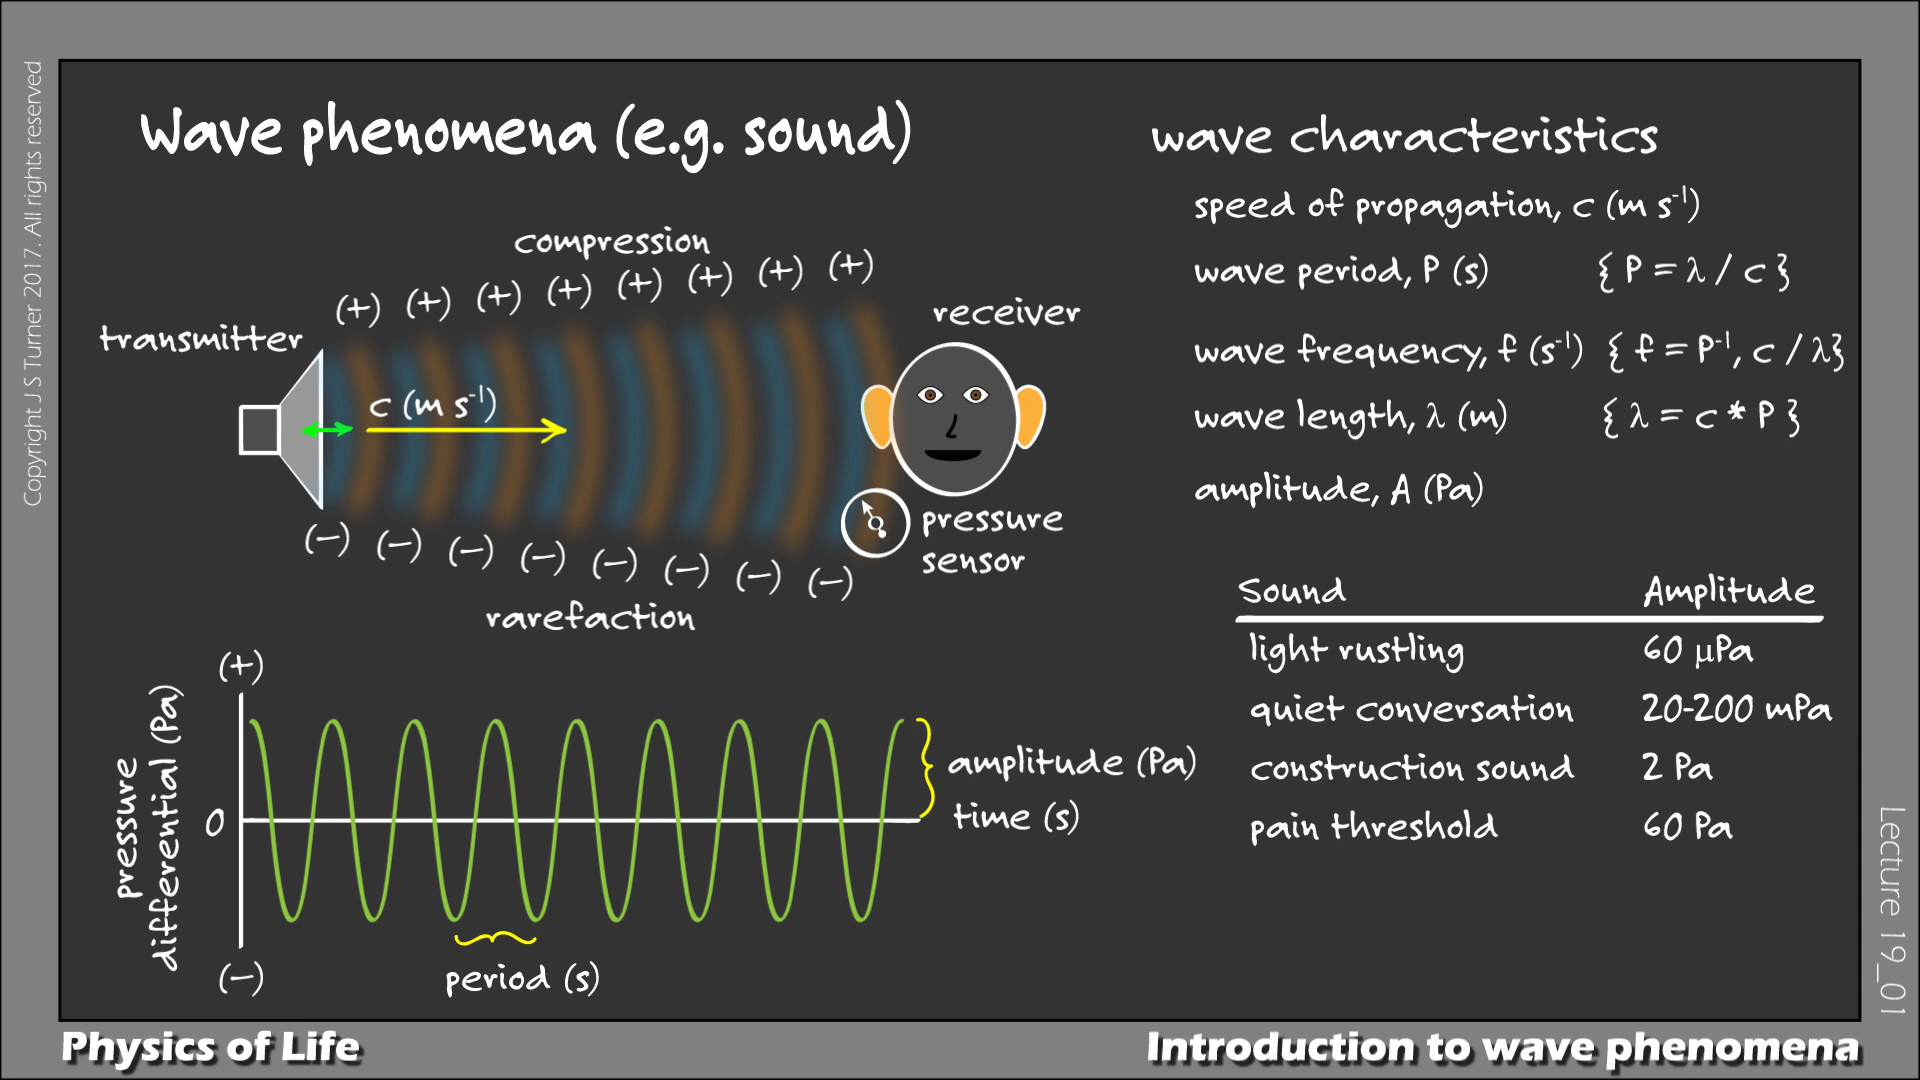 Copyright J S Turner 2017. All rights reserved
Wave phenomena (e.g. sound)
compression
(+) (+) (+) (+) (+) (+) (+) (+)
transmitter
receiver
c (m s⁻¹)
pressure
sensor
(−) (−) (−) (−) (−) (−) (−) (−)
rarefaction
(+)
pressure
differential (Pa)
0
(−)
amplitude (Pa)
time (s)
period (s)
wave characteristics
speed of propagation, c (m s⁻¹)
wave period, P (s) { P = λ / c }
wave frequency, f (s⁻¹) { f = P⁻¹, c / λ}
wave length, λ (m) { λ = c * P }
amplitude, A (Pa)
Sound Amplitude
light rustling 60 μPa
quiet conversation 20-200 mPa
construction sound 2 Pa
pain threshold 60 Pa
Lecture 19_01
Physics of Life
Introduction to wave phenomena